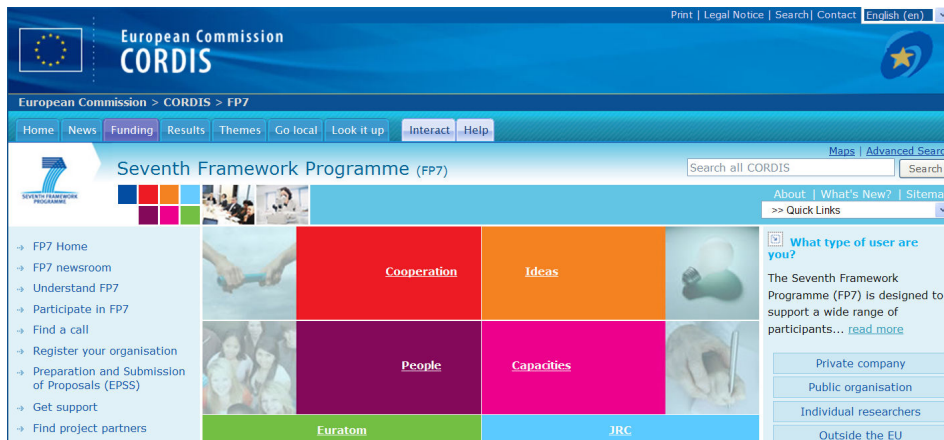 Print | Legal Notice | Search| Contact English (en)
European Commission
CORDIS
European Commission > CORDIS > FP7
Home News Funding Results Themes Go local Look it up Interact Help
Maps | Advanced Searc
Seventh Framework Programme (FP7)
Search all CORDIS Search
7
SEVENTH FRAMEWORK
PROGRAMME
About | What's New? | Sitema
>> Quick Links
FP7 Home
FP7 newsroom
Understand FP7
Participate in FP7
Find a call
Register your organisation
Preparation and Submission
of Proposals (EPSS)
Get support
Find project partners
Cooperation
Ideas
People
Capacities
Euratom
JRC
What type of user are
you?
The Seventh Framework
Programme (FP7) is designed to
support a wide range of
participants... read more
Private company
Public organisation
Individual researchers
Outside the EU